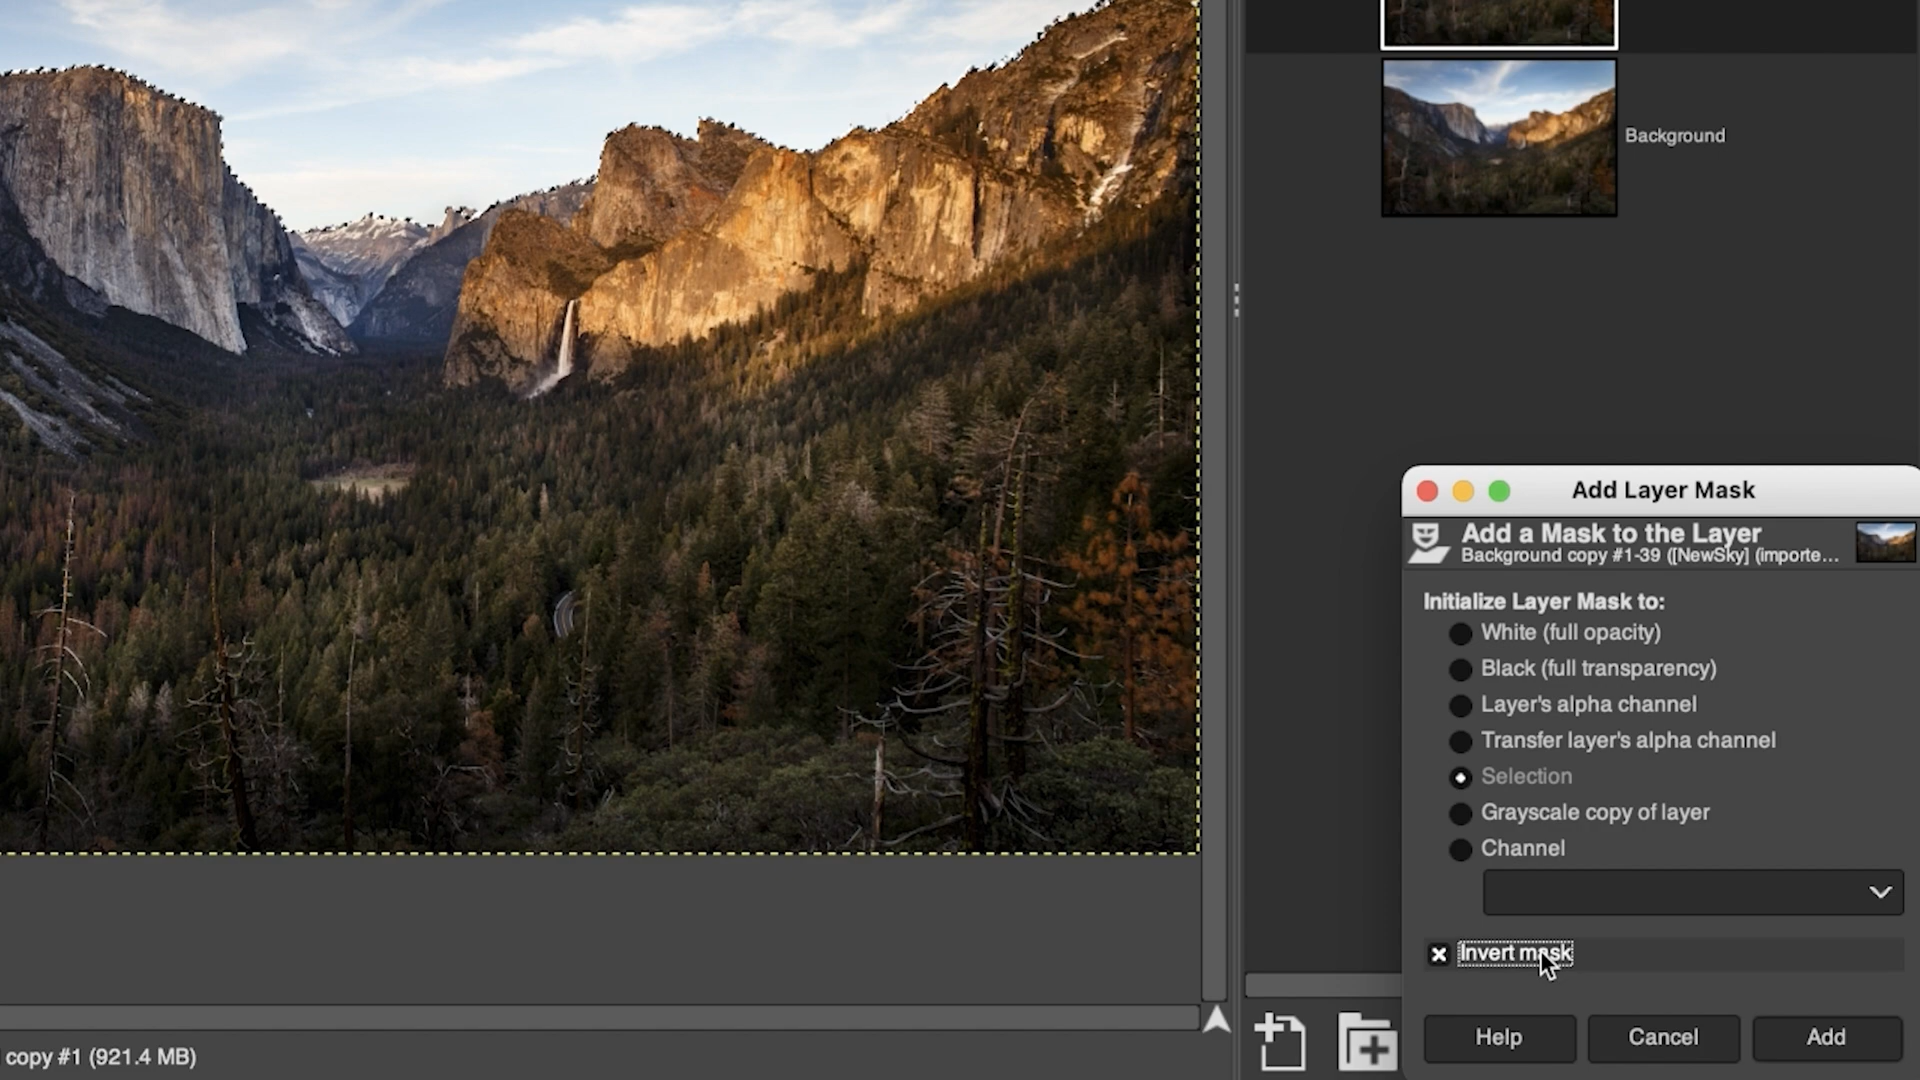 Background
Add Layer Mask
Add a Mask to the Layer
Background copy #1-39 ([NewSky] (importe...
Initialize Layer Mask to:
White (full opacity)
Black (full transparency)
Layer's alpha channel
Transfer layer's alpha channel
Selection
Grayscale copy of layer
Channel
Invert mask
Help
Cancel
Add
copy #1 (921.4 MB)